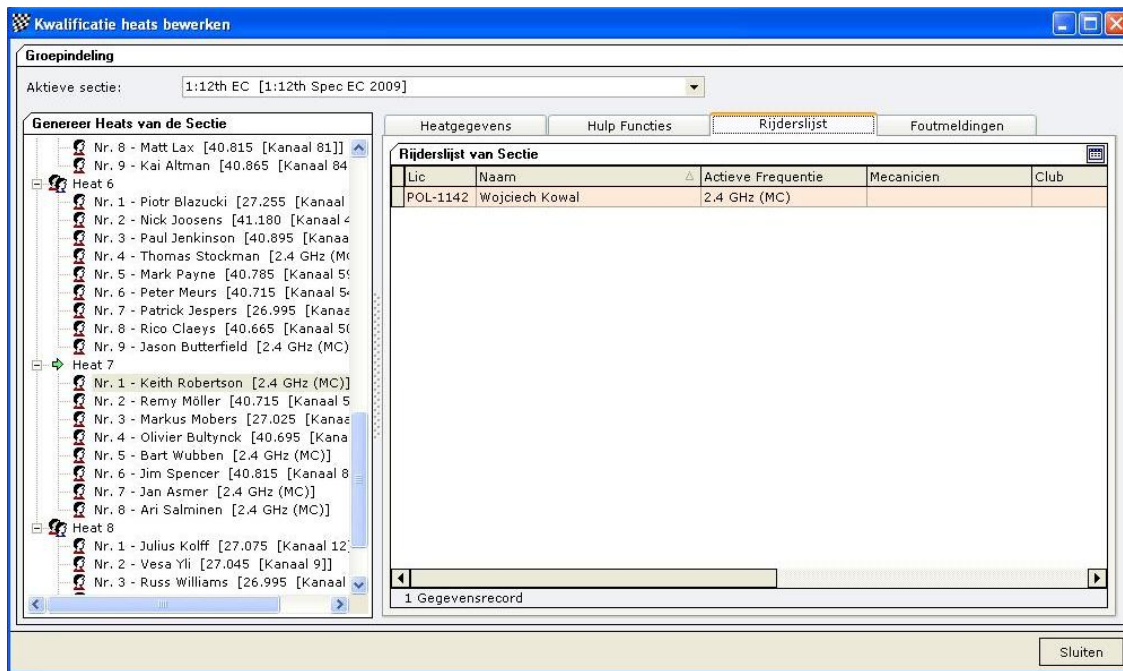 Kwalificatie heats bewerken
Groepindeling
Aktieve sectie: 1:12th EC [1:12th Spec EC 2009]
Genereer Heats van de Sectie
Nr. 8 - Matt Lax [40.815 [Kanaal 81]]
Nr. 9 - Kai Altman [40.865 [Kanaal 84
Heat 6
Nr. 1 - Piotr Blazucki [27.255 [Kanaal
Nr. 2 - Nick Joosens [41.180 [Kanaal 4
Nr. 3 - Paul Jenkinson [40.895 [Kanaa
Nr. 4 - Thomas Stockman [2.4 GHz (M
Nr. 5 - Mark Payne [40.785 [Kanaal 59
Nr. 6 - Peter Meurs [40.715 [Kanaal 54
Nr. 7 - Patrick Jespers [26.995 [Kanaa
Nr. 8 - Rico Claeys [40.665 [Kanaal 50
Nr. 9 - Jason Butterfield [2.4 GHz (MC)
Heat 7
Nr. 1 - Keith Robertson [2.4 GHz (MC)]
Nr. 2 - Remy Möller [40.715 [Kanaal 5
Nr. 3 - Markus Mobers [27.025 [Kanaa
Nr. 4 - Olivier Bultynck [40.695 [Kana
Nr. 5 - Bart Wubben [2.4 GHz (MC)]
Nr. 6 - Jim Spencer [40.815 [Kanaal 8
Nr. 7 - Jan Asmer [2.4 GHz (MC)]
Nr. 8 - Ari Salminen [2.4 GHz (MC)]
Heat 8
Nr. 1 - Julius Kolff [27.075 [Kanaal 12]
Nr. 2 - Vesa Yli [27.045 [Kanaal 9]]
Nr. 3 - Russ Williams [26.995 [Kanaal
Heatgegevens Hulp Functies Rijderslijst Foutmeldingen
Rijderslijst van Sectie
Lic Naam Actieve Frequentie Mecanicien Club
POL-1142 Wojciech Kowal 2.4 GHz (MC)
1 Gegevensrecord
Sluiten